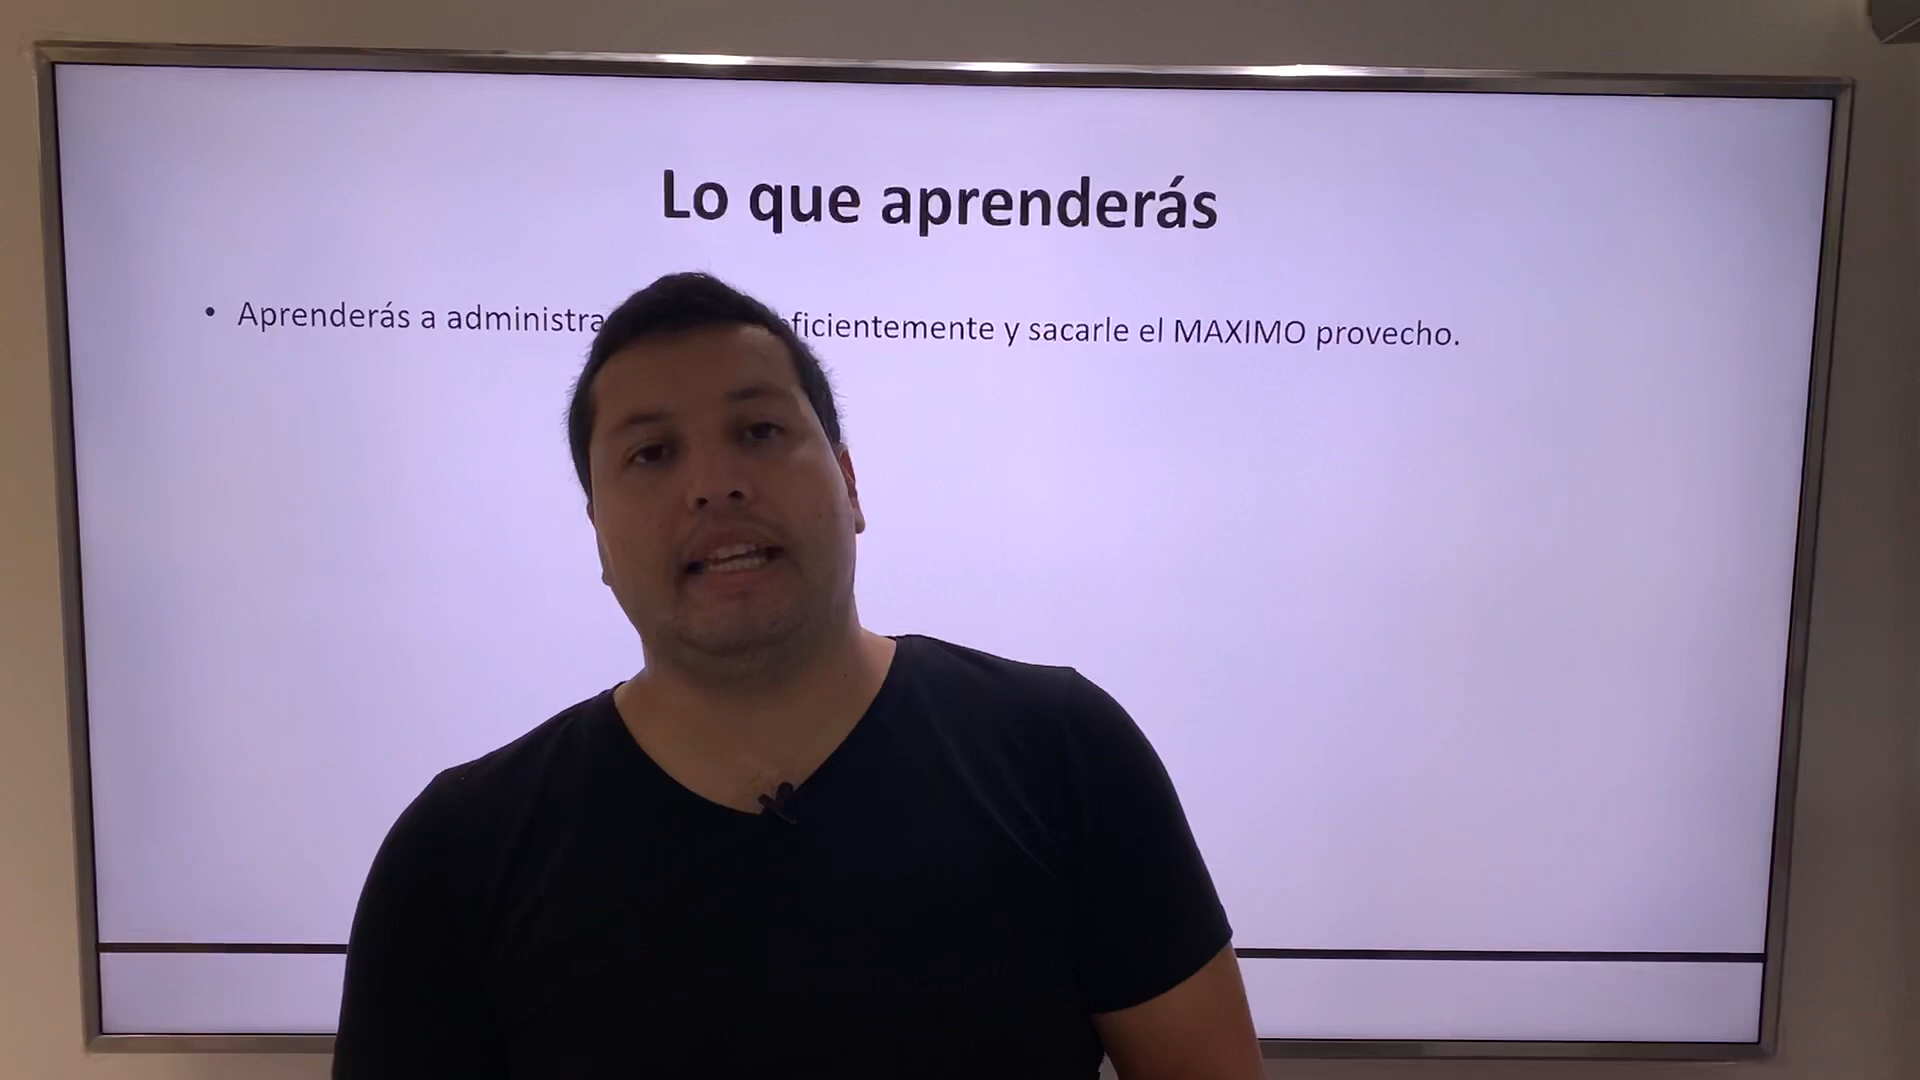 Lo que aprenderás
• Aprenderás a administra ficientemente y sacarle el MAXIMO provecho.